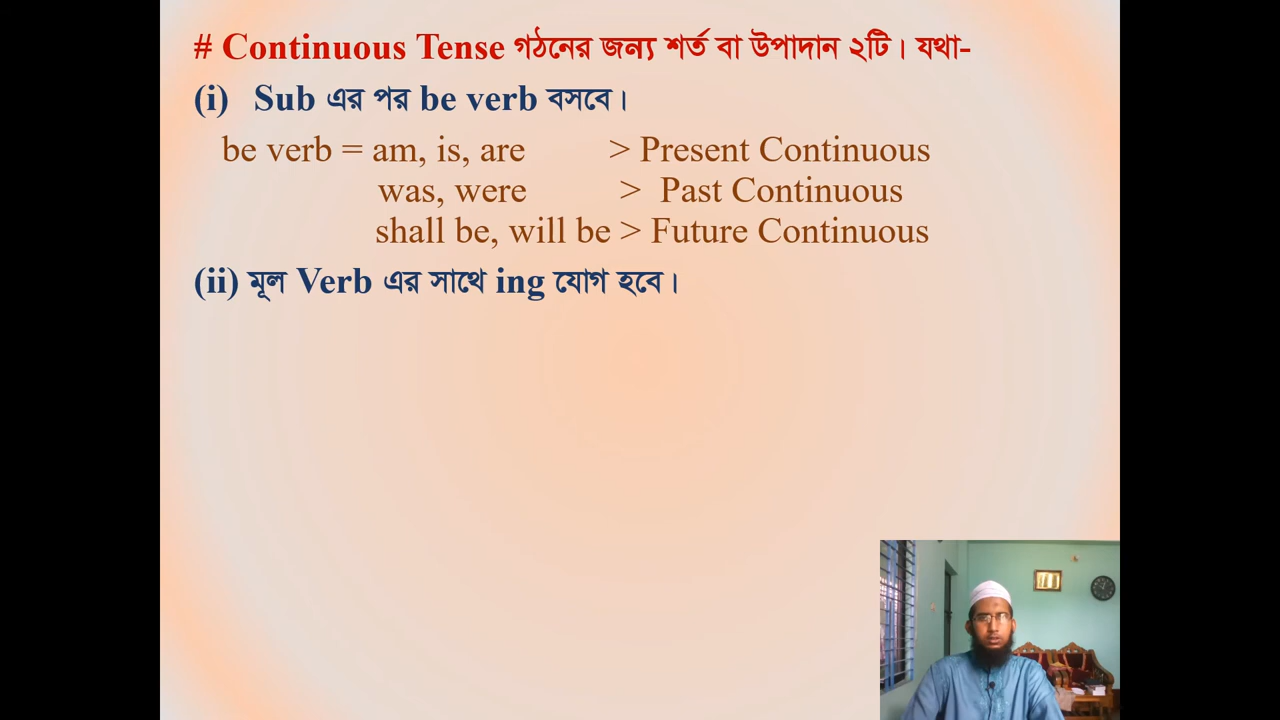 # Continuous Tense গঠনের জন্য শর্ত বা উপাদান ২টি। যথা-
(i) Sub এর পর be verb বসবে।
be verb = am, is, are > Present Continuous
was, were > Past Continuous
shall be, will be > Future Continuous
(ii) মূল Verb এর সাথে ing যোগ হবে।